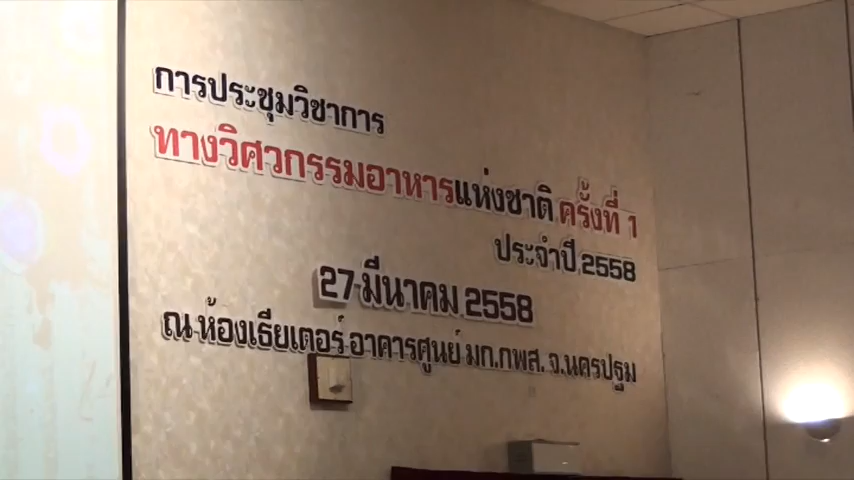 การประชุมวิชาการ
ทางวิศวกรรมอาหารแห่งชาติ ครั้งที่ 1
ประจำปี 2558
27 มีนาคม 2558
ณ ห้องเธียเตอร์ อาคารศูนย์ มก.กพส. จ.นครปฐม